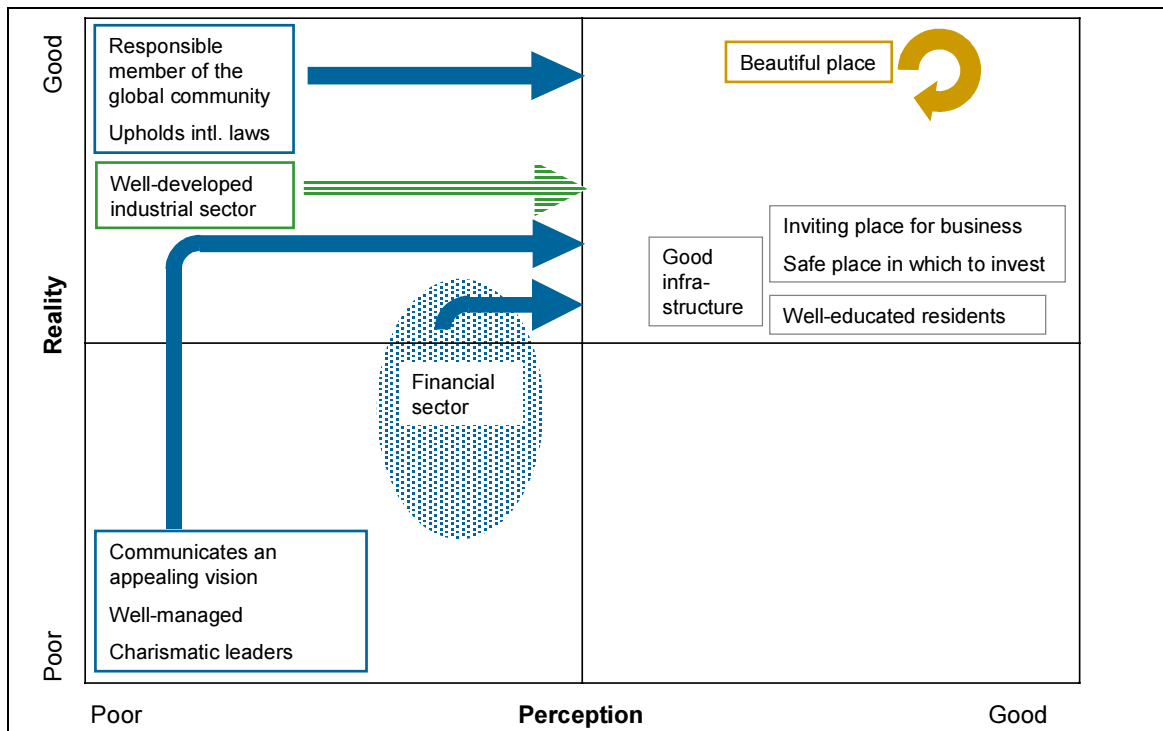 Good
Responsible
member of the
global community
Upholds intl. laws
Beautiful place
Well-developed
industrial sector
Inviting place for business
Safe place in which to invest
Good
infra-
structure
Well-educated residents
Reality
Financial
sector
Communicates an
appealing vision
Well-managed
Charismatic leaders
Poor
Poor
Perception
Good